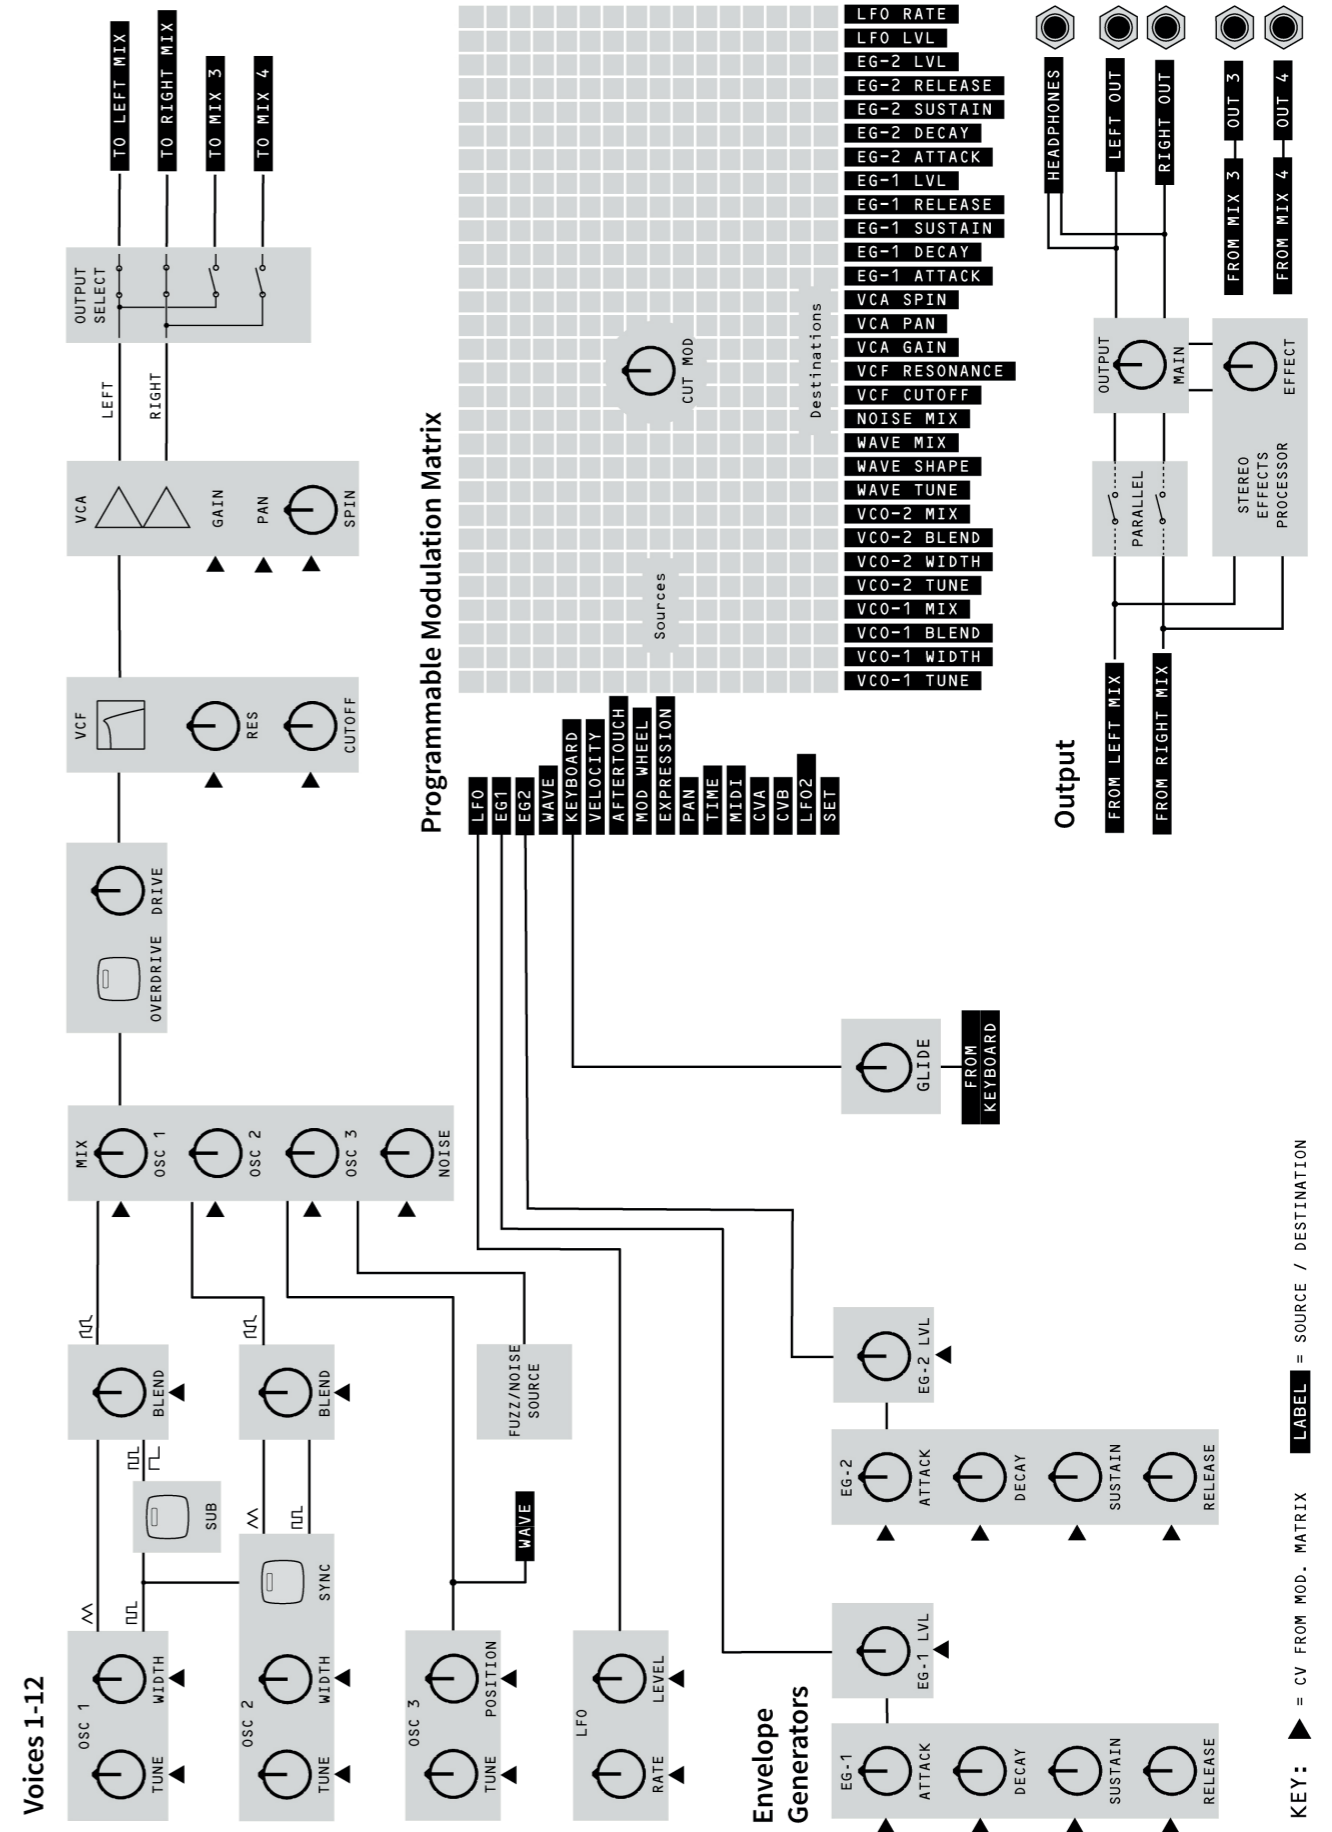 Voices 1-12
OSC 1
TUNE
WIDTH
SUB
BLEND
OSC 2
TUNE
WIDTH
SYNC
BLEND
OSC 3
TUNE
POSITION
WAVE
FUZZ/NOISE
SOURCE
LFO
RATE
LEVEL
MIX
OSC 1
OSC 2
OSC 3
NOISE
OVERDRIVE
DRIVE
VCF
RES
CUTOFF
VCA
GAIN
PAN
SPIN
LEFT
RIGHT
OUTPUT
SELECT
TO LEFT MIX
TO RIGHT MIX
TO MIX 3
TO MIX 4
Envelope
Generators
EG-1
ATTACK
DECAY
SUSTAIN
RELEASE
EG-1 LVL
EG-2
ATTACK
DECAY
SUSTAIN
RELEASE
EG-2 LVL
GLIDE
FROM
KEYBOARD
Programmable Modulation Matrix
LFO
EG1
EG2
WAVE
KEYBOARD
VELOCITY
AFTERTOUCH
MOD WHEEL
EXPRESSION
PAN
TIME
MIDI
CVA
CVB
LFO2
SET
Sources
CUT MOD
Destinations
VCO-1 TUNE
VCO-1 WIDTH
VCO-1 BLEND
VCO-1 MIX
VCO-2 TUNE
VCO-2 WIDTH
VCO-2 BLEND
VCO-2 MIX
WAVE TUNE
WAVE SHAPE
WAVE MIX
NOISE MIX
VCF CUTOFF
VCF RESONANCE
VCA GAIN
VCA PAN
VCA SPIN
EG-1 ATTACK
EG-1 DECAY
EG-1 SUSTAIN
EG-1 RELEASE
EG-1 LVL
EG-2 ATTACK
EG-2 DECAY
EG-2 SUSTAIN
EG-2 RELEASE
EG-2 LVL
LFO LVL
LFO RATE
Output
FROM LEFT MIX
FROM RIGHT MIX
PARALLEL
STEREO
EFFECTS
PROCESSOR
OUTPUT
MAIN
EFFECT
HEADPHONES
LEFT OUT
RIGHT OUT
FROM MIX 3
OUT 3
FROM MIX 4
OUT 4
KEY: = CV FROM MOD. MATRIX LABEL = SOURCE / DESTINATION